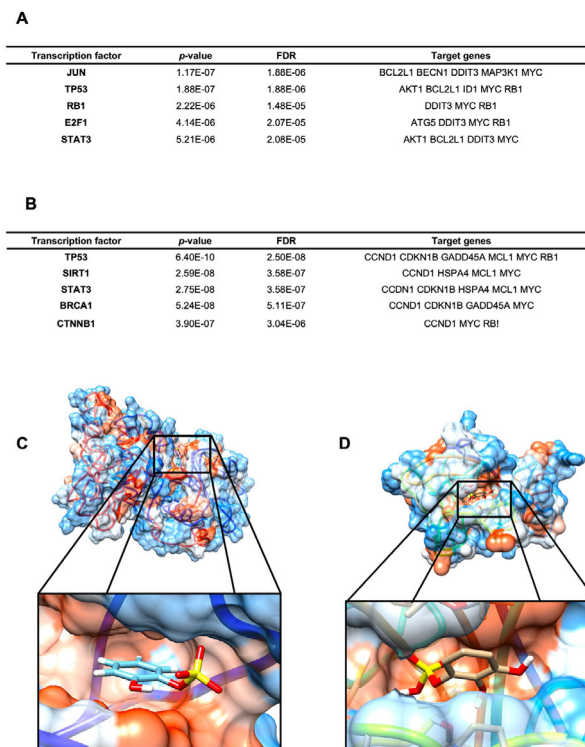 A
Transcription factor p-value FDR Target genes
JUN 1.17E-07 1.88E-06 BCL2L1 BECN1 DDIT3 MAP3K1 MYC
TP53 1.88E-07 1.88E-06 AKT1 BCL2L1 ID1 MYC RB1
RB1 2.22E-06 1.48E-05 DDIT3 MYC RB1
E2F1 4.14E-06 2.07E-05 ATG5 DDIT3 MYC RB1
STAT3 5.21E-06 2.08E-05 AKT1 BCL2L1 DDIT3 MYC
B
Transcription factor p-value FDR Target genes
TP53 6.40E-10 2.50E-08 CCND1 CDKN1B GADD45A MCL1 MYC RB1
SIRT1 2.59E-08 3.58E-07 CCND1 HSPA4 MCL1 MYC
STAT3 2.75E-08 3.58E-07 CCDN1 CDKN1B HSPA4 MCL1 MYC
BRCA1 5.24E-08 5.11E-07 CCND1 CDKN1B GADD45A MYC
CTNNB1 3.90E-07 3.04E-06 CCND1 MYC RB!
C
D